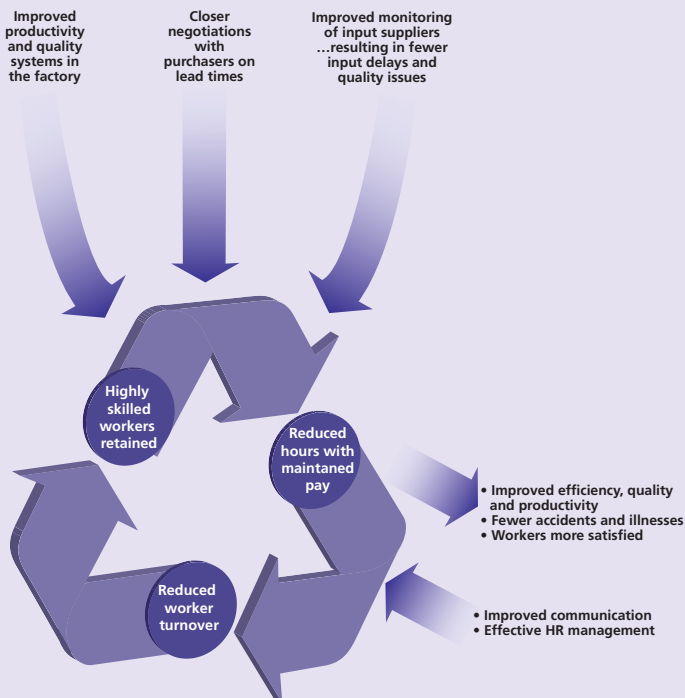 Improved
productivity
and quality
systems in
the factory
Closer
negotiations
with
purchasers on
lead times
Improved monitoring
of input suppliers
...resulting in fewer
input delays and
quality issues
Highly
skilled
workers
retained
Reduced
hours with
maintaned
pay
• Improved efficiency, quality
and productivity
• Fewer accidents and illnesses
• Workers more satisfied
Reduced
worker
turnover
• Improved communication
• Effective HR management